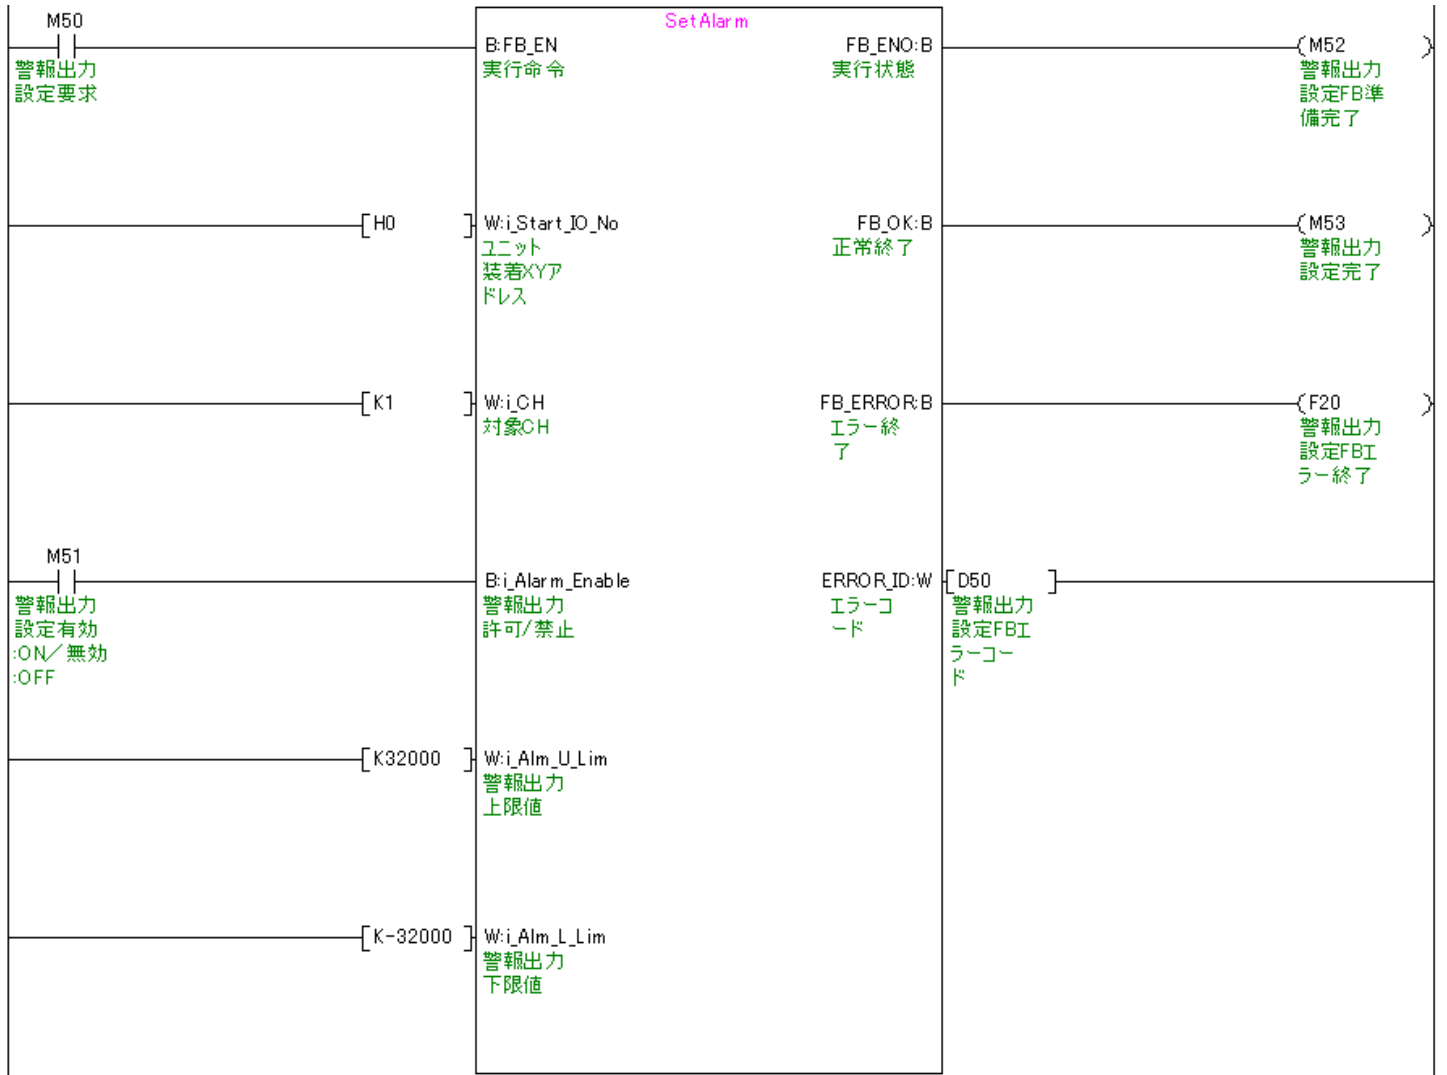 SetAlarm
M50
警報出力
設定要求
B:FB_EN
実行命令
FB_ENO:B
実行状態
M52
警報出力
設定FB準
備完了
H0
W:i_Start_IO_No
ユニット
装着XYア
ドレス
FB_OK:B
正常終了
M53
警報出力
設定完了
K1
W:i_CH
対象CH
FB_ERROR:B
エラー終
了
F20
警報出力
設定FBエ
ラー終了
M51
警報出力
設定有効
:ON/無効
:OFF
B:i_Alarm_Enable
警報出力
許可/禁止
ERROR_ID:W
エラーコ
ード
D50
警報出力
設定FBエ
ラーコー
ド
K32000
W:i_Alm_U_Lim
警報出力
上限値
K-32000
W:i_Alm_L_Lim
警報出力
下限値